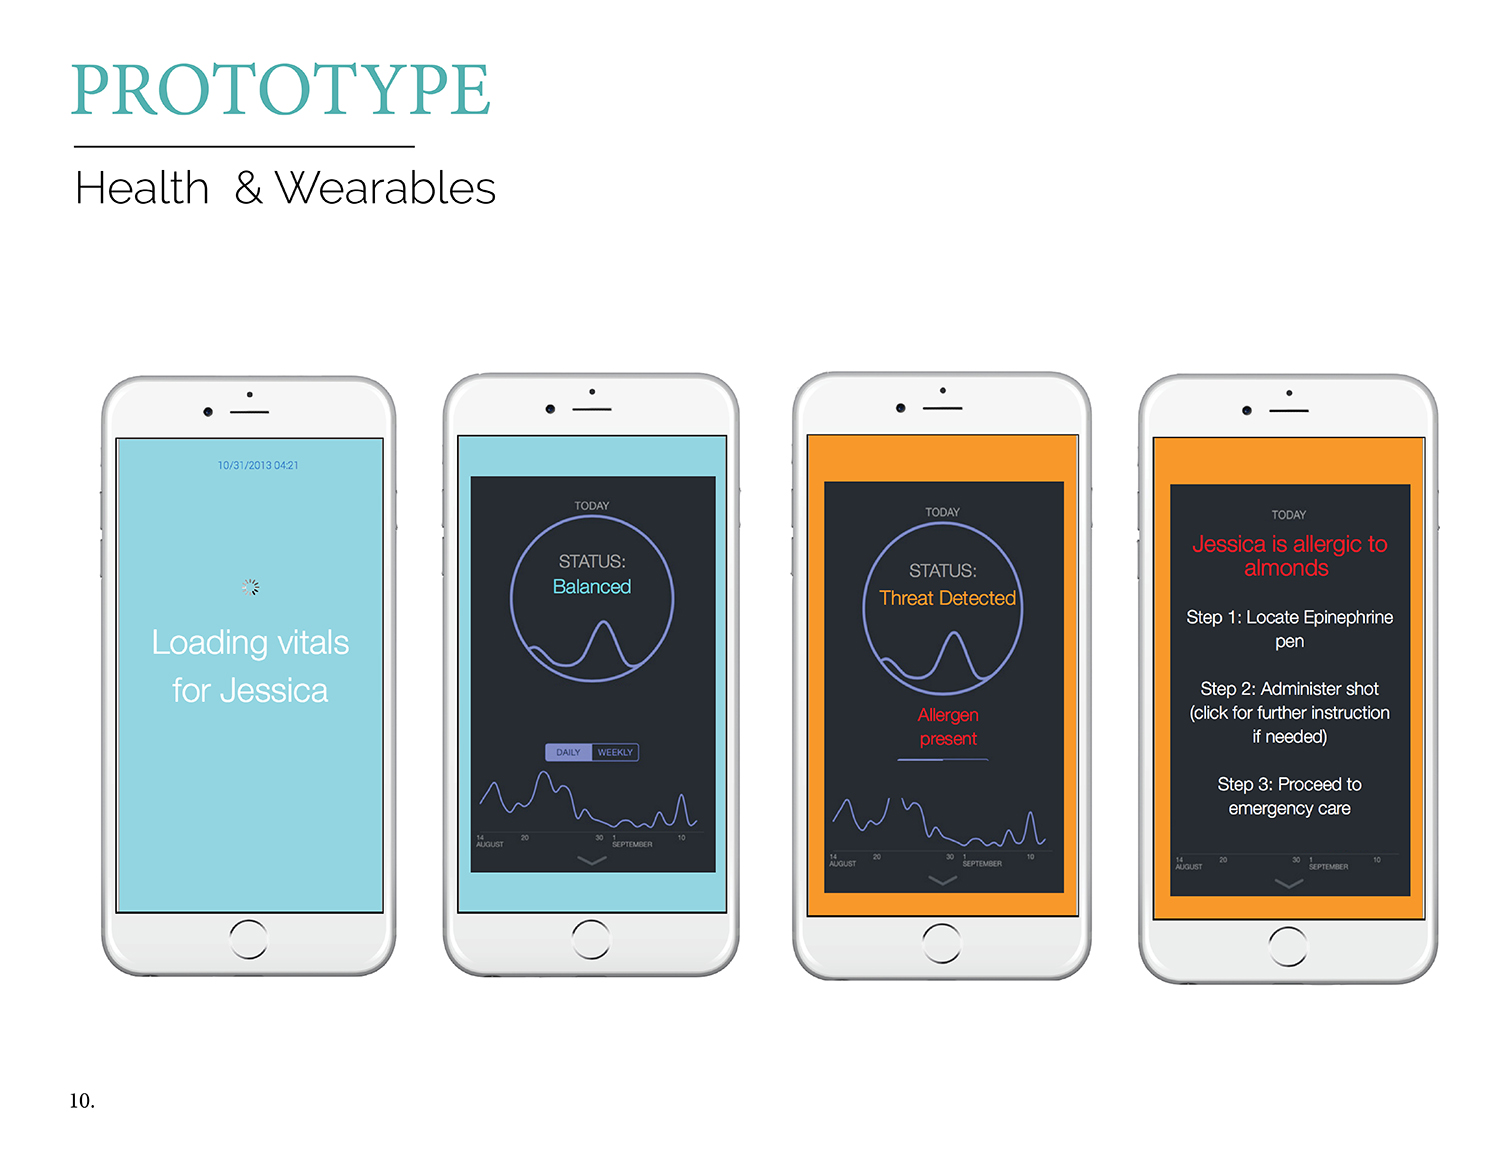 PROTOTYPE
Health & Wearables
10/31/2013 04:21
Loading vitals
for Jessica
TODAY
STATUS:
Balanced
DAILY WEEKLY
14 20 30 1 10
AUGUST SEPTEMBER
TODAY
STATUS:
Threat Detected
Allergen
present
14 20 30 1 10
AUGUST SEPTEMBER
TODAY
Jessica is allergic to
almonds
Step 1: Locate Epinephrine
pen
Step 2: Administer shot
(click for further instruction
if needed)
Step 3: Proceed to
emergency care
14 20 30 1 10
AUGUST SEPTEMBER
10.